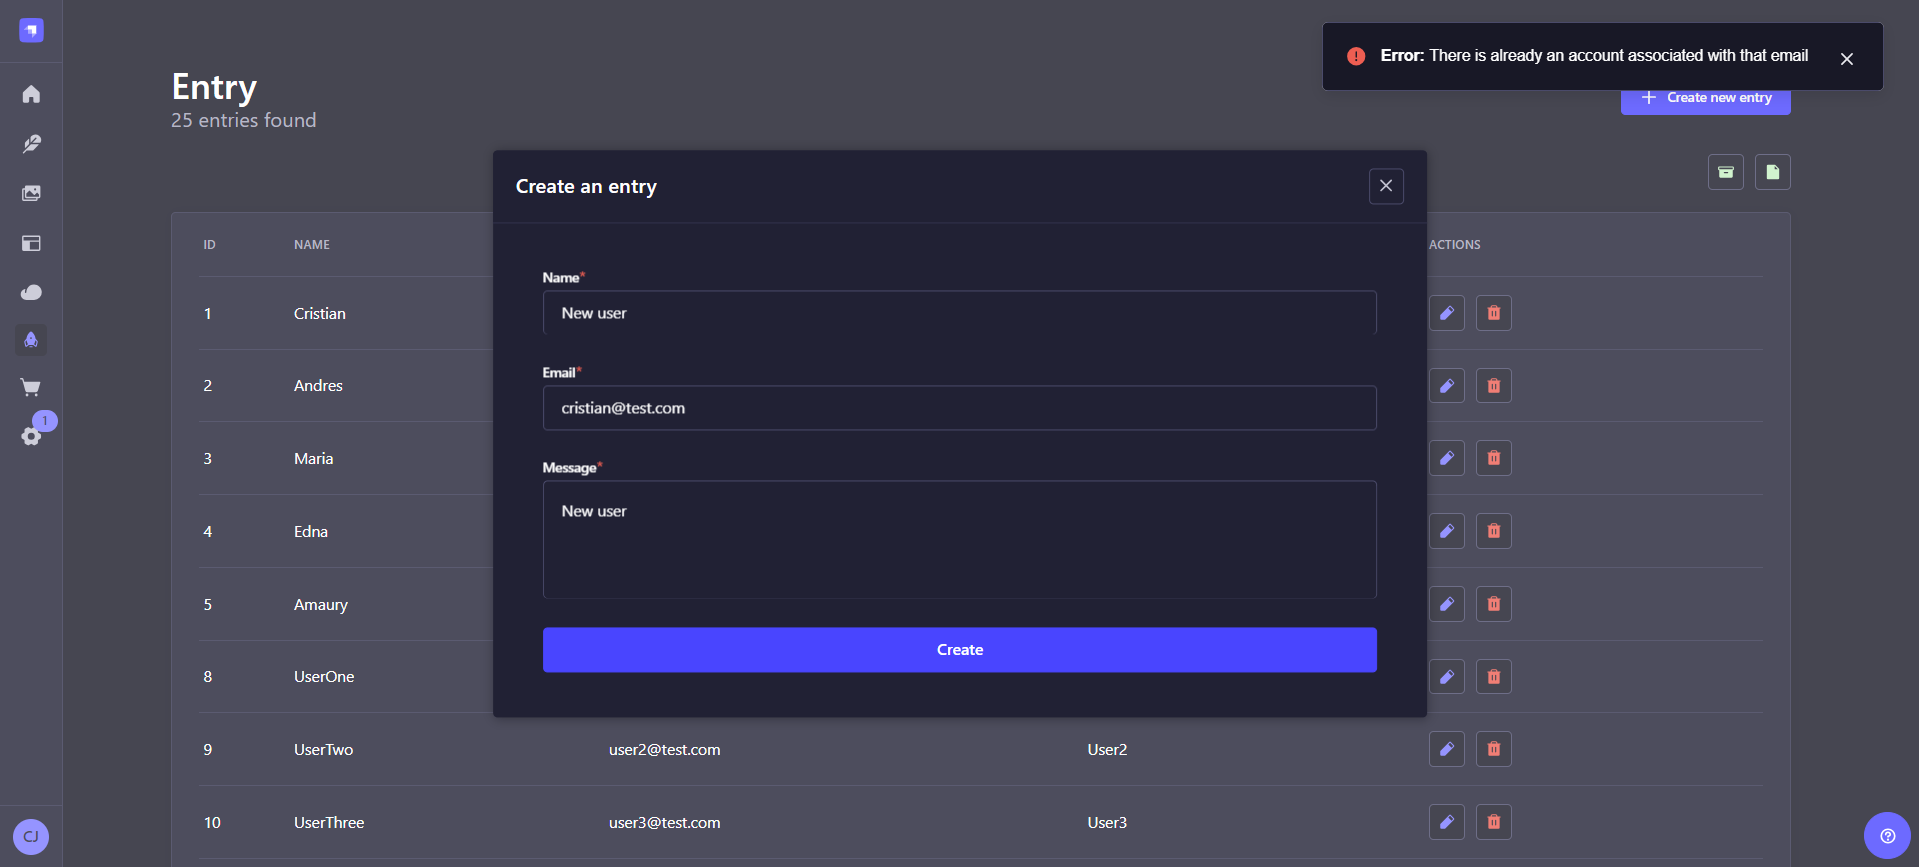 Error: There is already an account associated with that email
Entry
Create new entry
25 entries found
Create an entry
ID NAME ACTIONS
Name*
New user
1 Cristian
Email*
2 Andres
cristian@test.com
1
3 Maria
Message*
New user
4 Edna
5 Amaury
Create
8 UserOne
9 UserTwo user2@test.com User2
10 UserThree user3@test.com User3
CJ